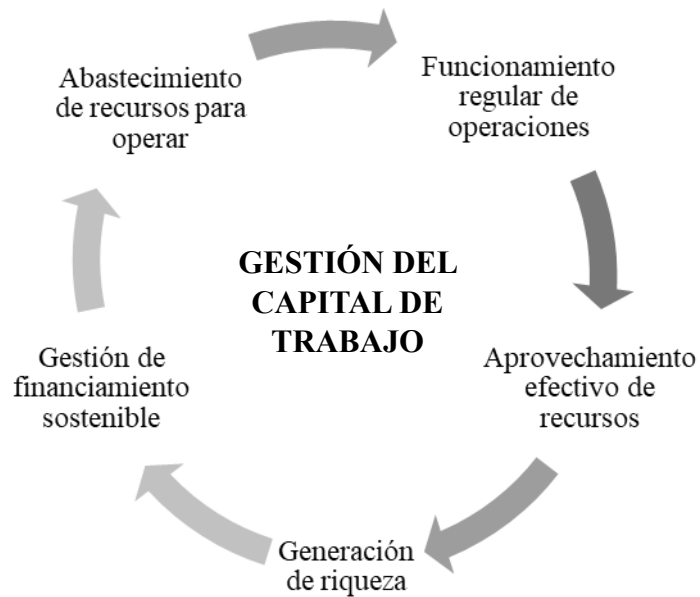 Abastecimiento
de recursos para
operar
Funcionamiento
regular de
operaciones
GESTIÓN DEL
CAPITAL DE
TRABAJO
Aprovechamiento
efectivo de
recursos
Generación
de riqueza
Gestión de
financiamiento
sostenible